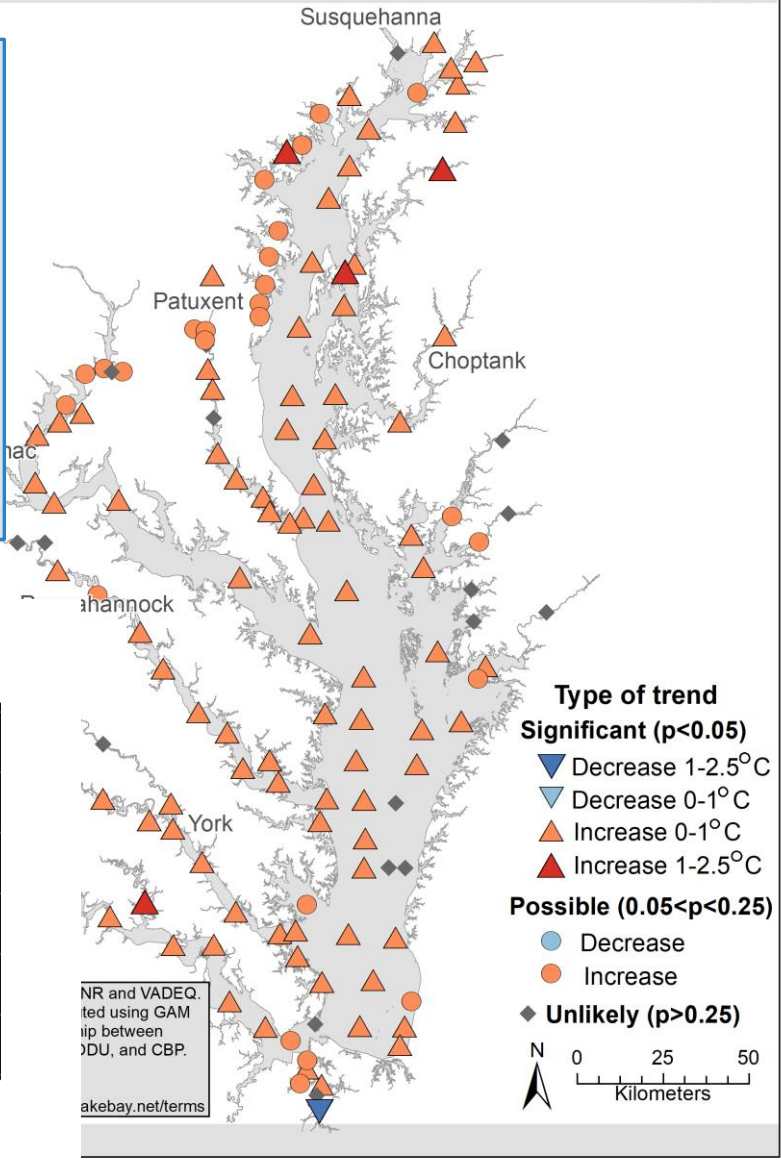 Susquehanna
Patuxent
Choptank
nac
ahannock
York
Type of trend
Significant (p<0.05)
Decrease 1-2.5°C
Decrease 0-1°C
Increase 0-1°C
Increase 1-2.5°C
Possible (0.05<p<0.25)
Decrease
Increase
Unlikely (p>0.25)
N
0 25 50
Kilometers
NR and VADEQ.
ted using GAM
hip between
DDU, and CBP.
akebay.net/terms